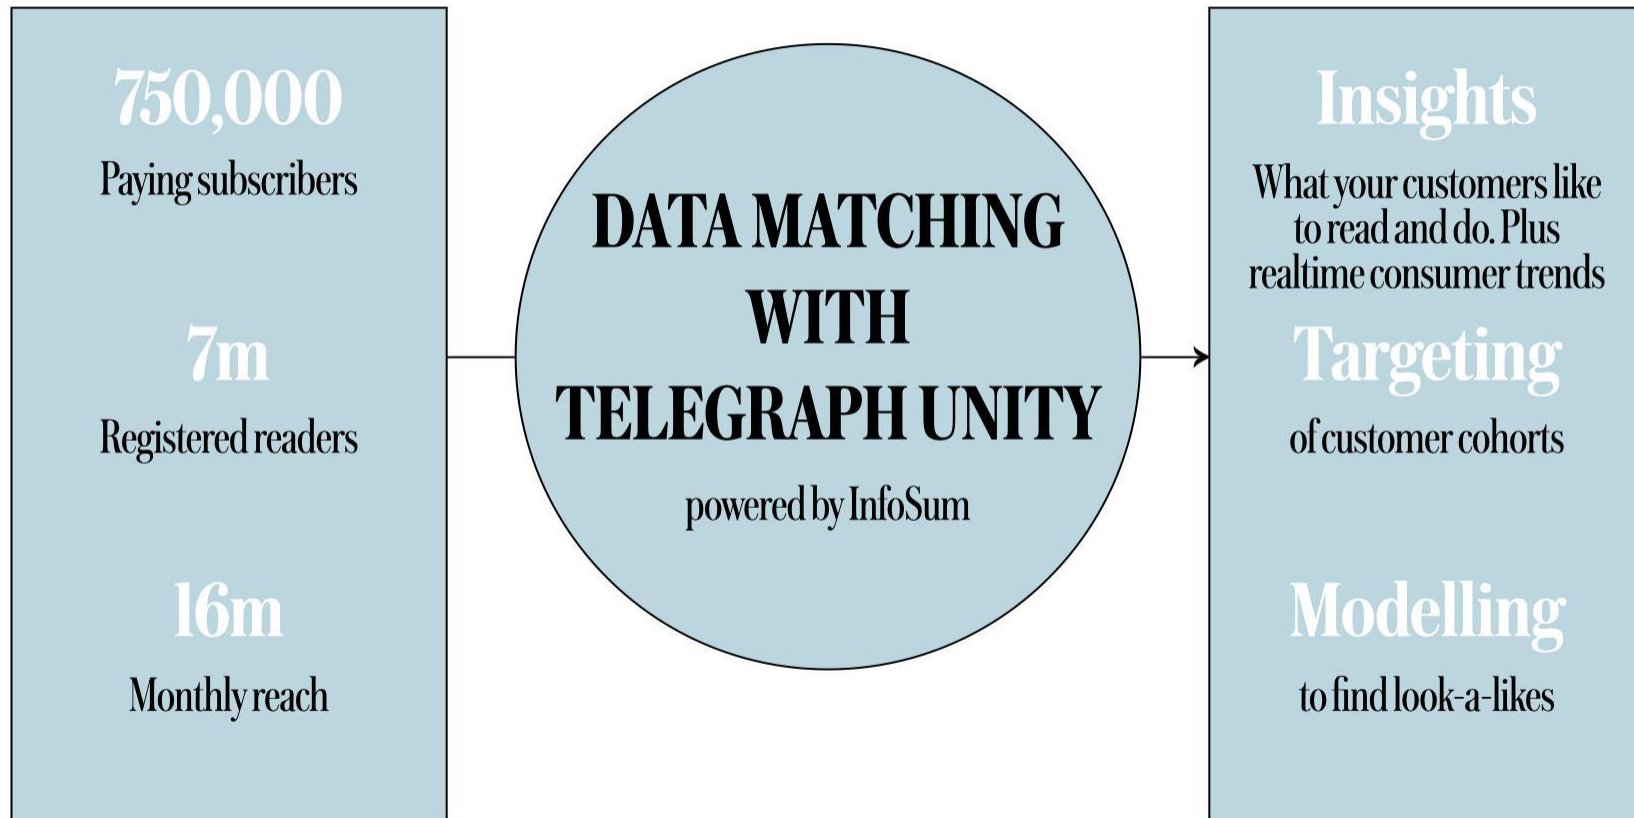 750,000
Paying subscribers
7m
Registered readers
16m
Monthly reach
DATA MATCHING
WITH
TELEGRAPH UNITY
powered by InfoSum
Insights
What your customers like
to read and do. Plus
realtime consumer trends
Targeting
of customer cohorts
Modelling
to find look-a-likes